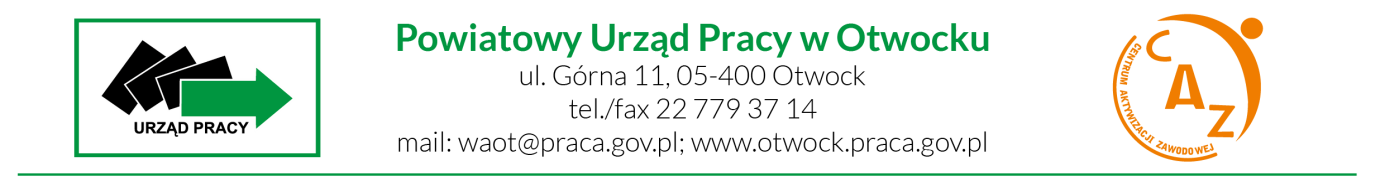 URZĄD PRACY
Powiatowy Urząd Pracy w Otwocku
ul. Górna 11, 05-400 Otwock
tel./fax 22 779 37 14
mail: waot@praca.gov.pl; www.otwock.praca.gov.pl
CAZ
CENTRUM AKTYWIZACJI ZAWODOWEJ